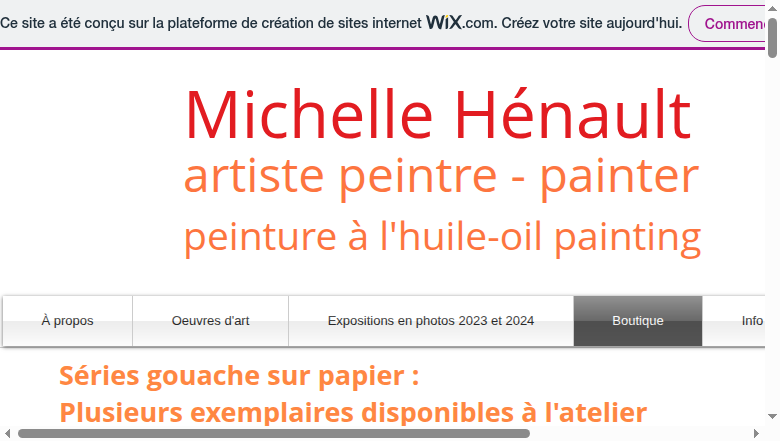 Ce site a été conçu sur la plateforme de création de sites internet WiX.com. Créez votre site aujourd'hui.
Michelle Hénault
artiste peintre - painter
peinture à l'huile-oil painting
À propos
Oeuvres d'art
Expositions en photos 2023 et 2024
Boutique
Info
Séries gouache sur papier :
Plusieurs exemplaires disponibles à l'atelier